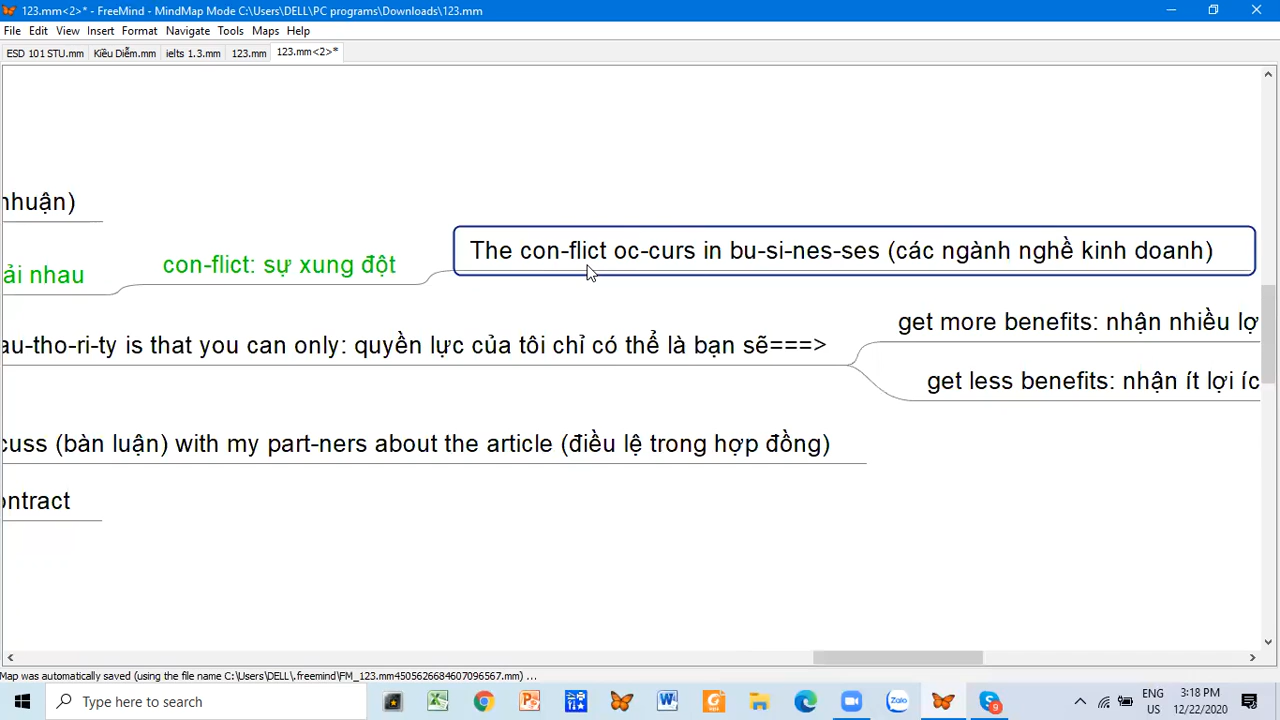 123.mm<2>* - FreeMind - MindMap Mode C:\Users\DELL\PC programs\Downloads\123.mm
File Edit View Insert Format Navigate Tools Maps Help
ESD 101 STU.mm Kiều Diễm.mm ielts 1.3.mm 123.mm 123.mm<2>*
nhuận)
The con-flict oc-curs in bu-si-nes-ses (các ngành nghề kinh doanh)
ải nhau
con-flict: sự xung đột
get more benefits: nhận nhiều lợ
au-tho-ri-ty is that you can only: quyền lực của tôi chỉ có thể là bạn sẽ===>
get less benefits: nhận ít lợi íc
cuss (bàn luận) with my part-ners about the article (điều lệ trong hợp đồng)
ontract
Map was automatically saved (using the file name C:\Users\DELL\.freemind\FM_123.mm4505626684607096567.mm) ...
Type here to search
Zalo
9
ENG
US
3:18 PM
12/22/2020